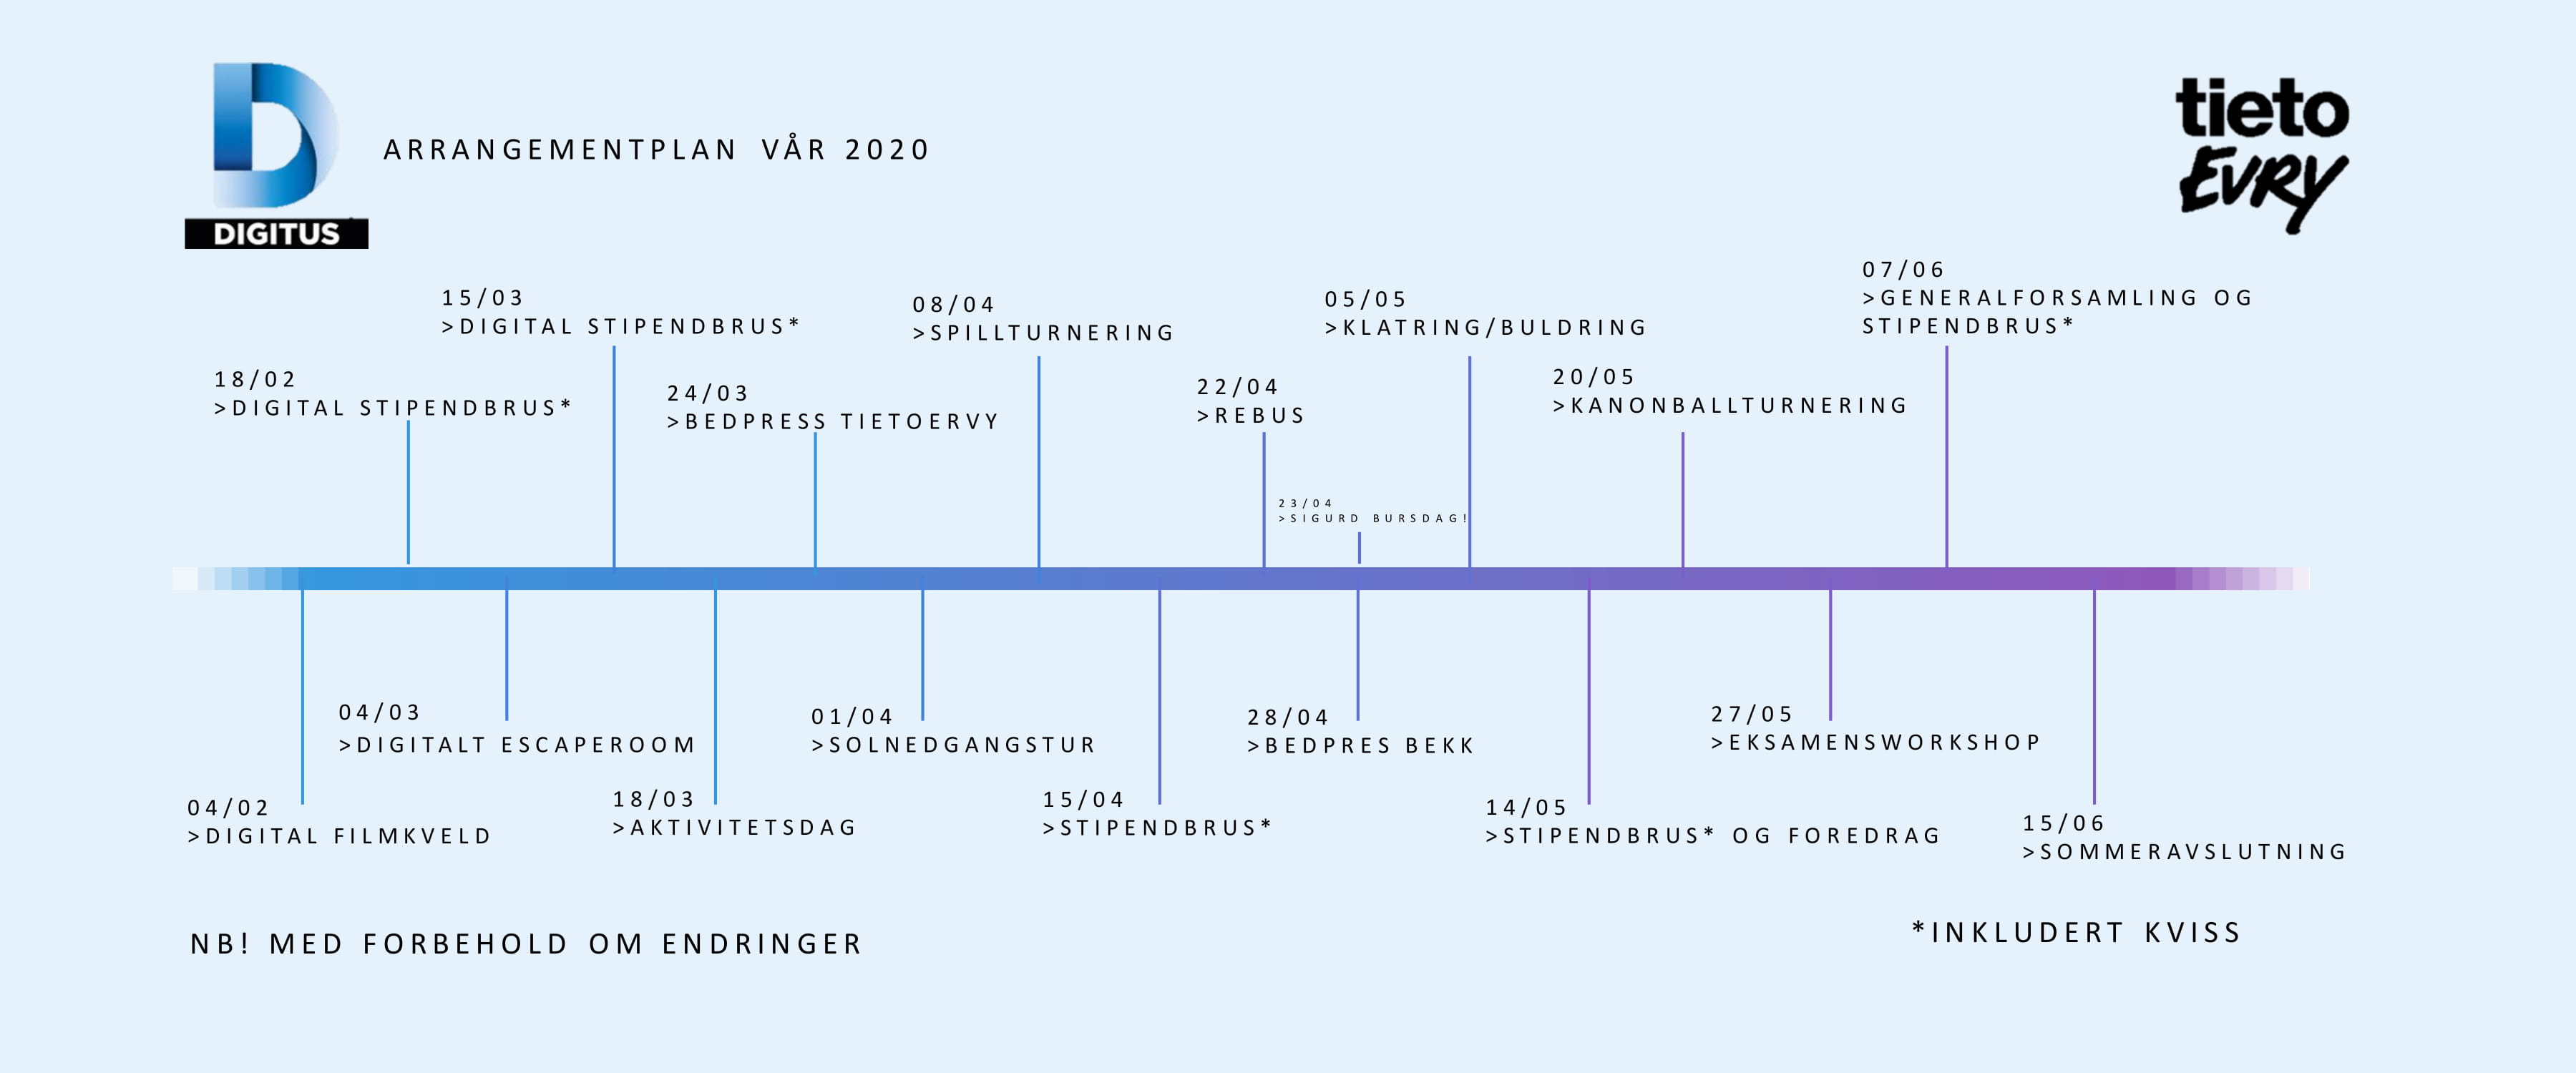 DIGITUS
ARRANGEMENTPLAN VÅR 2020
tieto
EVRY
18/02
>DIGITAL STIPENDBRUS*
15/03
>DIGITAL STIPENDBRUS*
24/03
>BEDPRESS TIETOERVY
08/04
>SPILLTURNERING
22/04
>REBUS
23/04
>SIGURD BURSDAG!
05/05
>KLATRING/BULDRING
20/05
>KANONBALLTURNERING
07/06
>GENERALFORSAMLING OG
STIPENDBRUS*
04/02
>DIGITAL FILMKVELD
04/03
>DIGITALT ESCAPEROOM
18/03
>AKTIVITETSDAG
01/04
>SOLNEDGANGSTUR
15/04
>STIPENDBRUS*
28/04
>BEDPRES BEKK
14/05
>STIPENDBRUS* OG FOREDRAG
27/05
>EKSAMENSWORKSHOP
15/06
>SOMMERAVSLUTNING
NB! MED FORBEHOLD OM ENDRINGER
*INKLUDERT KVISS